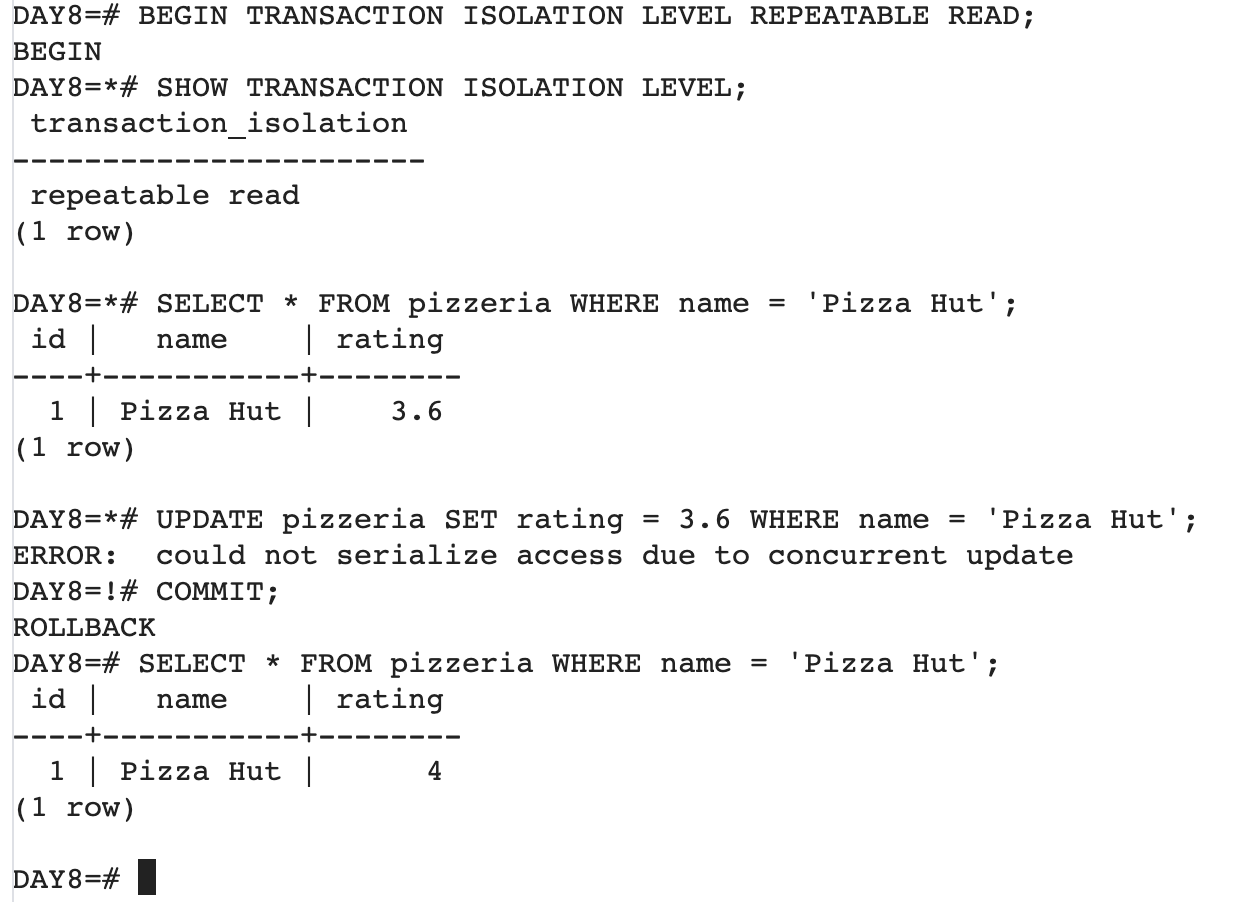 DAY8=# BEGIN TRANSACTION ISOLATION LEVEL REPEATABLE READ;
BEGIN
DAY8=*# SHOW TRANSACTION ISOLATION LEVEL;
 transaction_isolation
-----------------------
 repeatable read
(1 row)

DAY8=*# SELECT * FROM pizzeria WHERE name = 'Pizza Hut';
 id |   name    | rating
----+-----------+--------
  1 | Pizza Hut |    3.6
(1 row)

DAY8=*# UPDATE pizzeria SET rating = 3.6 WHERE name = 'Pizza Hut';
ERROR:  could not serialize access due to concurrent update
DAY8=!# COMMIT;
ROLLBACK
DAY8=# SELECT * FROM pizzeria WHERE name = 'Pizza Hut';
 id |   name    | rating
----+-----------+--------
  1 | Pizza Hut |      4
(1 row)

DAY8=#